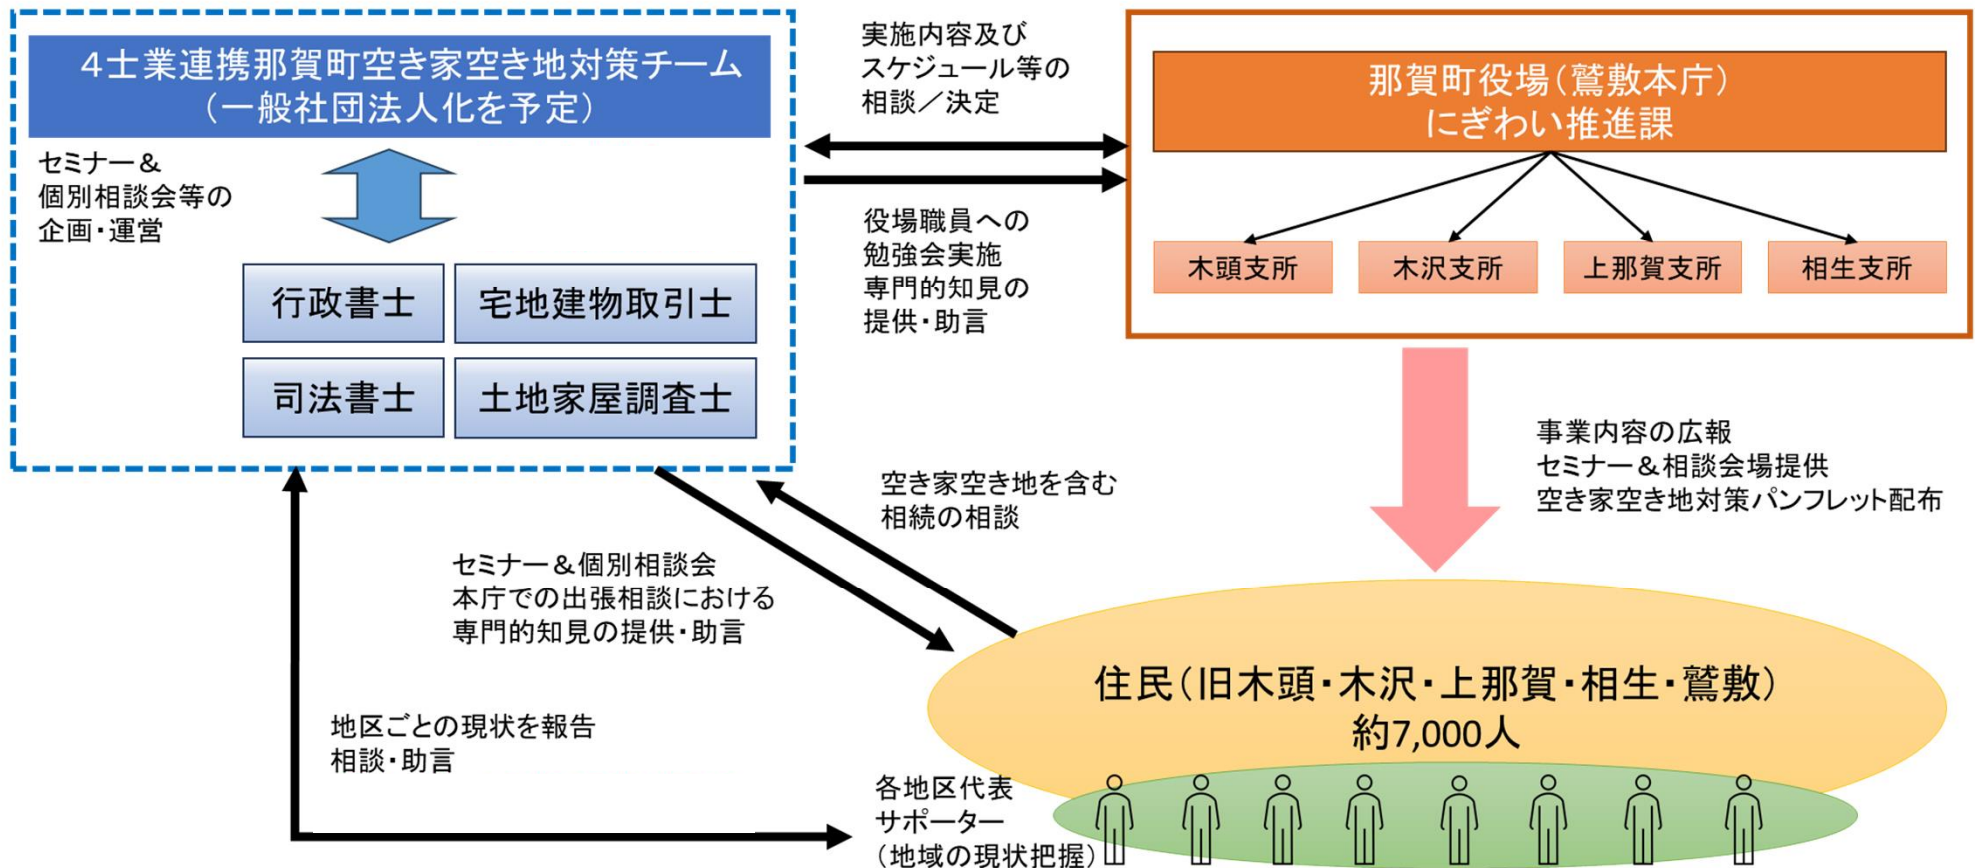 4士業連携那賀町空き家空き地対策チーム
（一般社団法人化を予定）
セミナー＆
個別相談会等の
企画・運営
行政書士
宅地建物取引士
司法書士
土地家屋調査士
実施内容及び
スケジュール等の
相談／決定
役場職員への
勉強会実施
専門的知見の
提供・助言
那賀町役場（鷲敷本庁）
にぎわい推進課
木頭支所
木沢支所
上那賀支所
相生支所
事業内容の広報
セミナー＆相談会場提供
空き家空き地対策パンフレット配布
空き家空き地を含む
相続の相談
セミナー＆個別相談会
本庁での出張相談における
専門的知見の提供・助言
地区ごとの現状を報告
相談・助言
住民（旧木頭・木沢・上那賀・相生・鷲敷）
約7,000人
各地区代表
サポーター
（地域の現状把握）